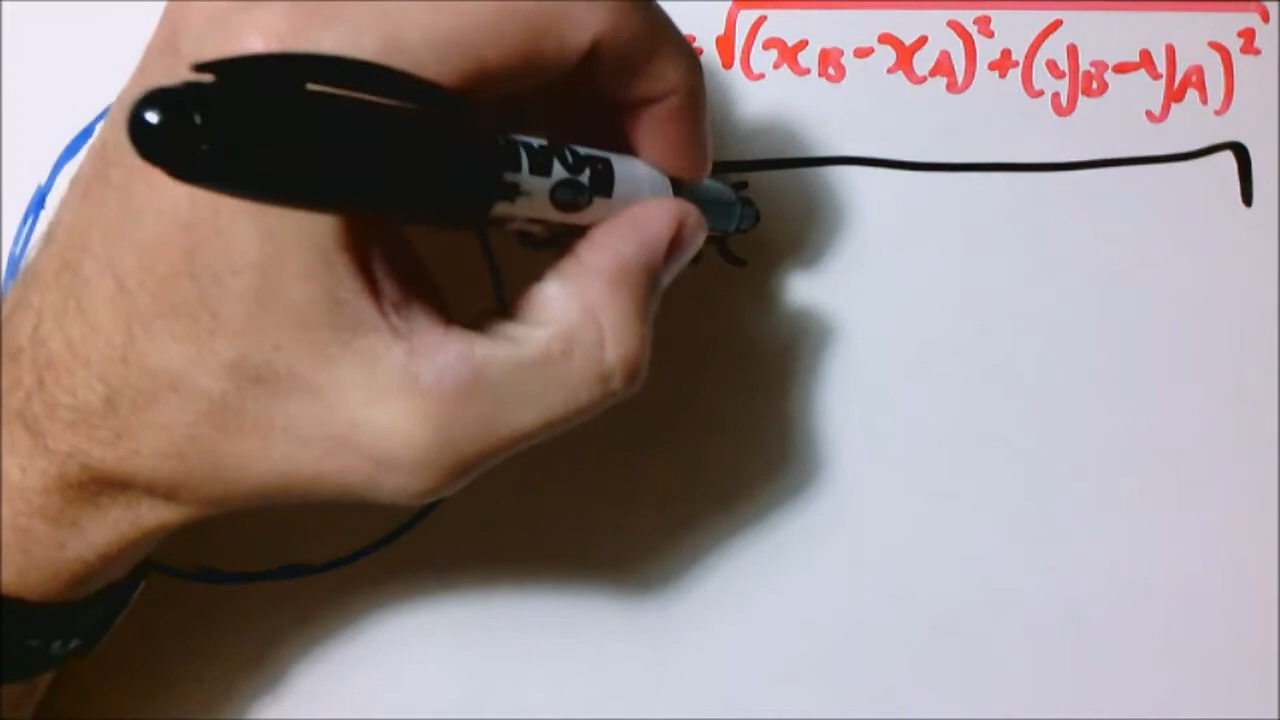 = √(xB-xA)²+(yB-yA)²